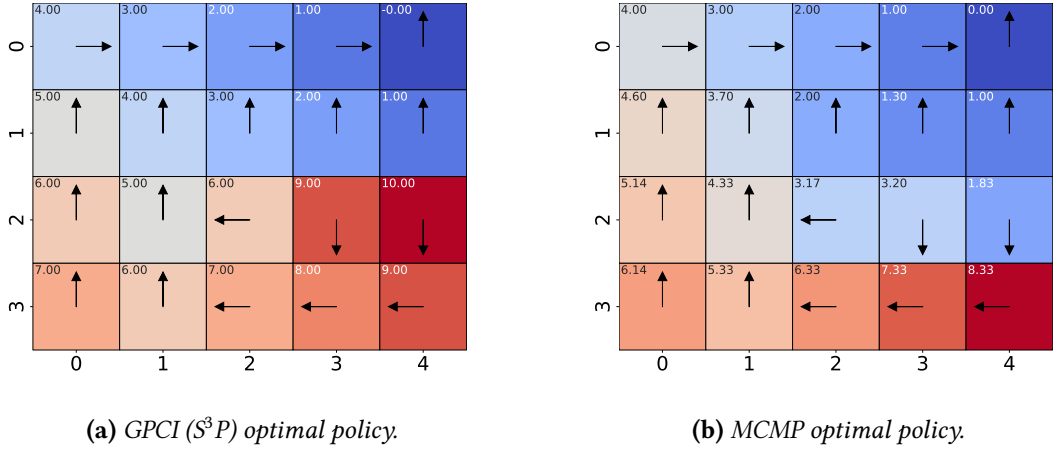 4.00 3.00 2.00 1.00 -0.00
0
5.00 4.00 3.00 2.00 1.00
1
6.00 5.00 6.00 9.00 10.00
2
7.00 6.00 7.00 8.00 9.00
3
0 1 2 3 4
(a) GPCI (S³P) optimal policy.
4.00 3.00 2.00 1.00 0.00
0
4.60 3.70 2.00 1.30 1.00
1
5.14 4.33 3.17 3.20 1.83
2
6.14 5.33 6.33 7.33 8.33
3
0 1 2 3 4
(b) MCMP optimal policy.